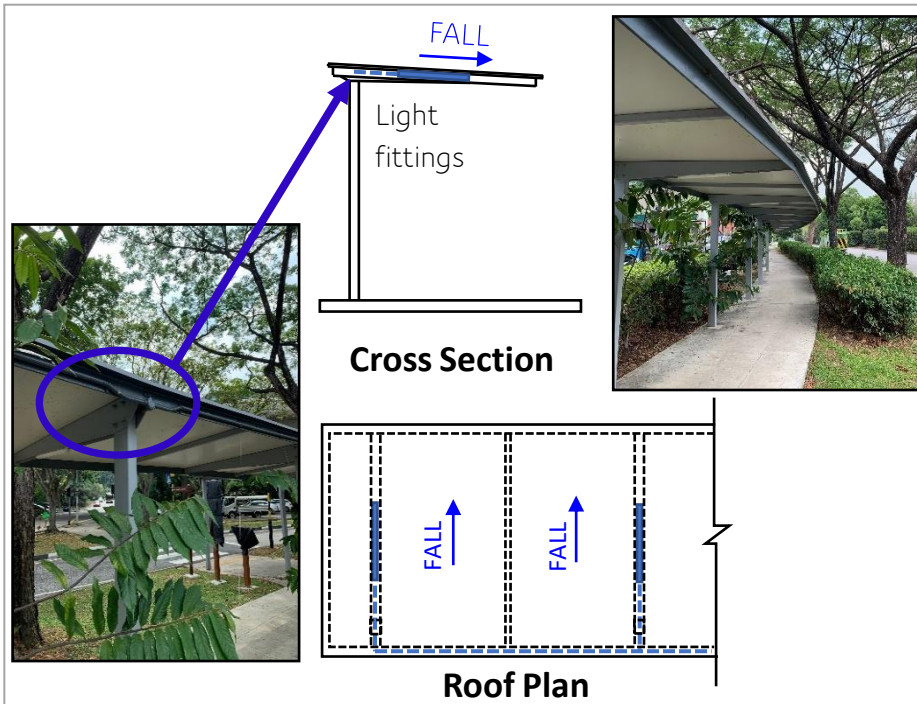 FALL
Light
fittings
Cross Section
FALL
FALL
Roof Plan